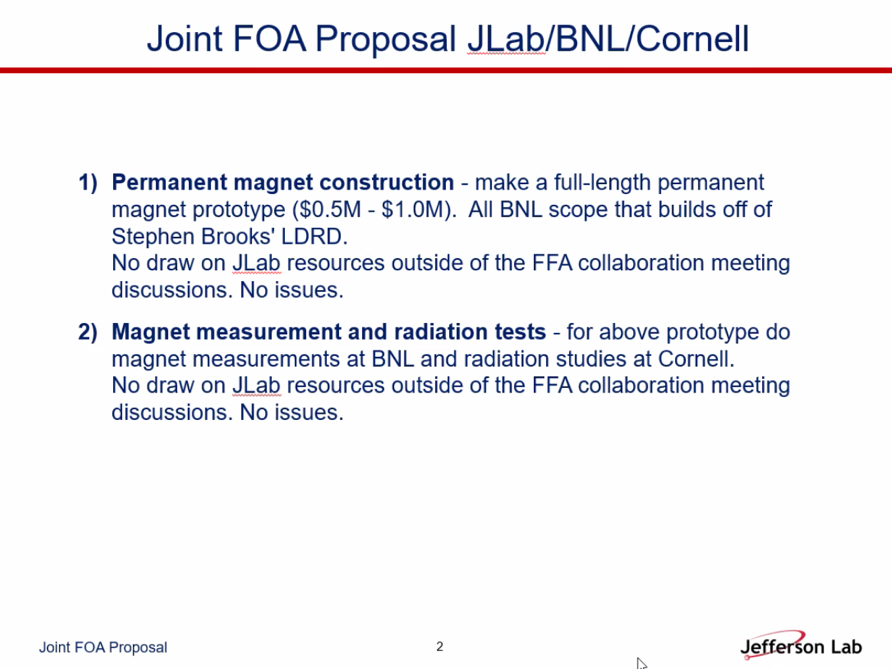 Joint FOA Proposal JLab/BNL/Cornell
1) Permanent magnet construction - make a full-length permanent
magnet prototype ($0.5M - $1.0M).  All BNL scope that builds off of
Stephen Brooks' LDRD.
No draw on JLab resources outside of the FFA collaboration meeting
discussions. No issues.
2) Magnet measurement and radiation tests - for above prototype do
magnet measurements at BNL and radiation studies at Cornell.
No draw on JLab resources outside of the FFA collaboration meeting
discussions. No issues.
Joint FOA Proposal
2
Jefferson Lab